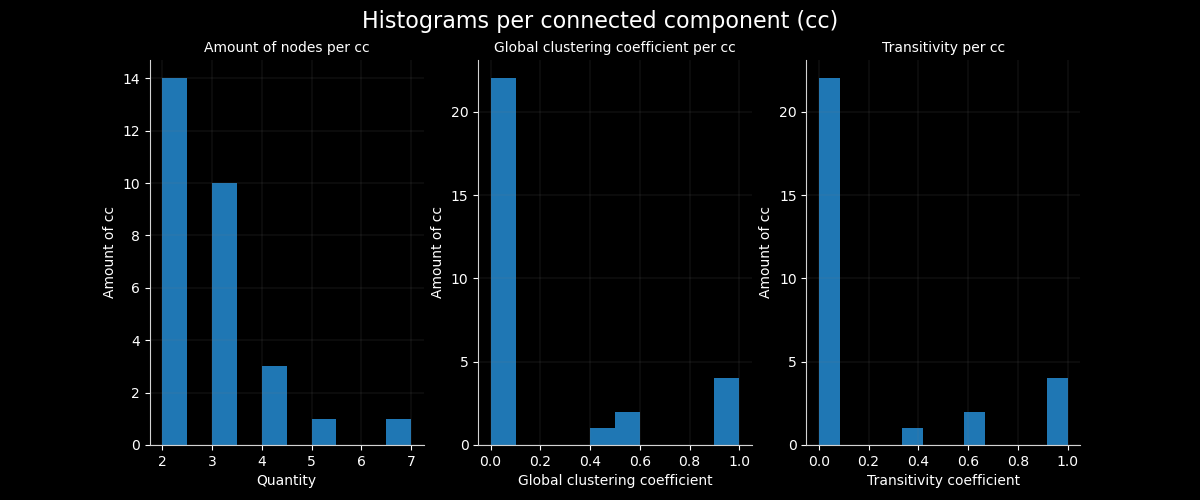 Histograms per connected component (cc)
Amount of nodes per cc
Amount of cc
14
12
10
8
6
4
2
0
2 3 4 5 6 7
Quantity
Global clustering coefficient per cc
Amount of cc
20
15
10
5
0
0.0 0.2 0.4 0.6 0.8 1.0
Global clustering coefficient
Transitivity per cc
Amount of cc
20
15
10
5
0
0.0 0.2 0.4 0.6 0.8 1.0
Transitivity coefficient